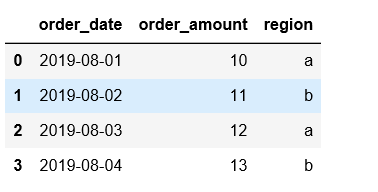 order_date order_amount region
0 2019-08-01 10 a
1 2019-08-02 11 b
2 2019-08-03 12 a
3 2019-08-04 13 b